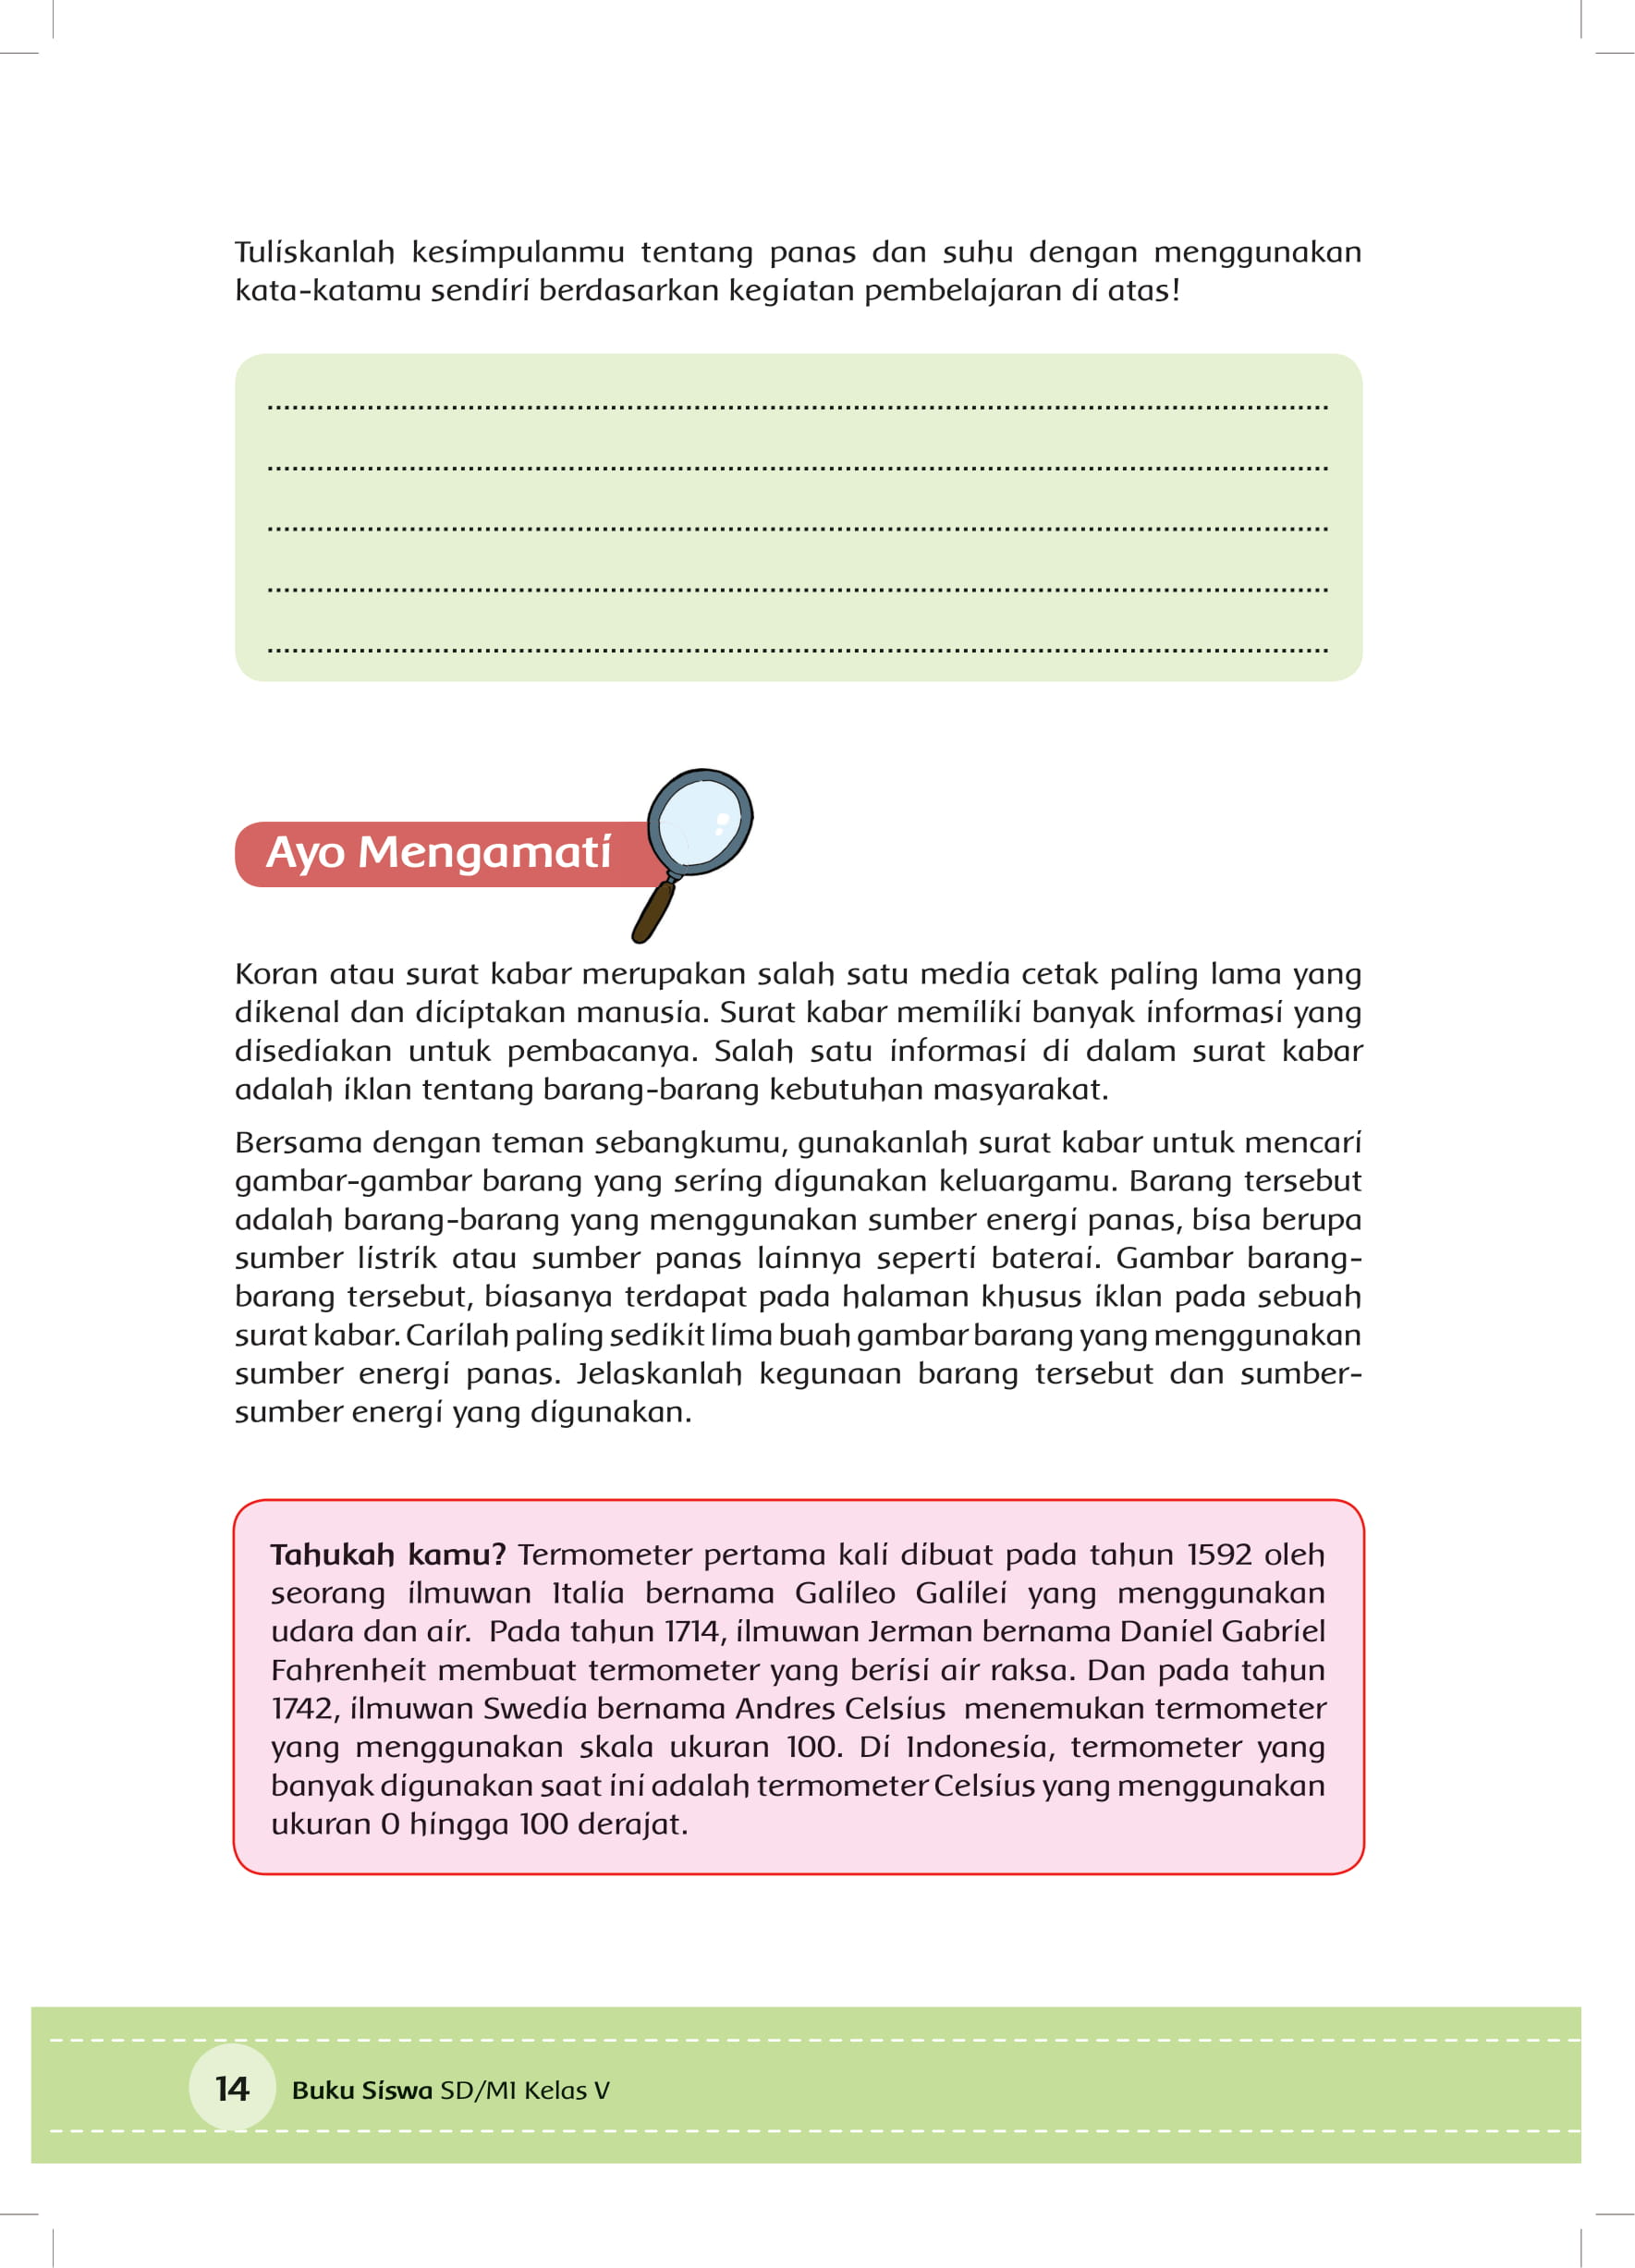 Tuliskanlah kesimpulanmu tentang panas dan suhu dengan menggunakan
kata-katamu sendiri berdasarkan kegiatan pembelajaran di atas!
Ayo Mengamati
Koran atau surat kabar merupakan salah satu media cetak paling lama yang
dikenal dan diciptakan manusia. Surat kabar memiliki banyak informasi yang
disediakan untuk pembacanya. Salah satu informasi di dalam surat kabar
adalah iklan tentang barang-barang kebutuhan masyarakat.
Bersama dengan teman sebangkumu, gunakanlah surat kabar untuk mencari
gambar-gambar barang yang sering digunakan keluargamu. Barang tersebut
adalah barang-barang yang menggunakan sumber energi panas, bisa berupa
sumber listrik atau sumber panas lainnya seperti baterai. Gambar barang-
barang tersebut, biasanya terdapat pada halaman khusus iklan pada sebuah
surat kabar. Carilah paling sedikit lima buah gambar barang yang menggunakan
sumber energi panas. Jelaskanlah kegunaan barang tersebut dan sumber-
sumber energi yang digunakan.
Tahukah kamu? Termometer pertama kali dibuat pada tahun 1592 oleh
seorang ilmuwan Italia bernama Galileo Galilei yang menggunakan
udara dan air. Pada tahun 1714, ilmuwan Jerman bernama Daniel Gabriel
Fahrenheit membuat termometer yang berisi air raksa. Dan pada tahun
1742, ilmuwan Swedia bernama Andres Celsius menemukan termometer
yang menggunakan skala ukuran 100. Di Indonesia, termometer yang
banyak digunakan saat ini adalah termometer Celsius yang menggunakan
ukuran 0 hingga 100 derajat.
14 Buku Siswa SD/MI Kelas V